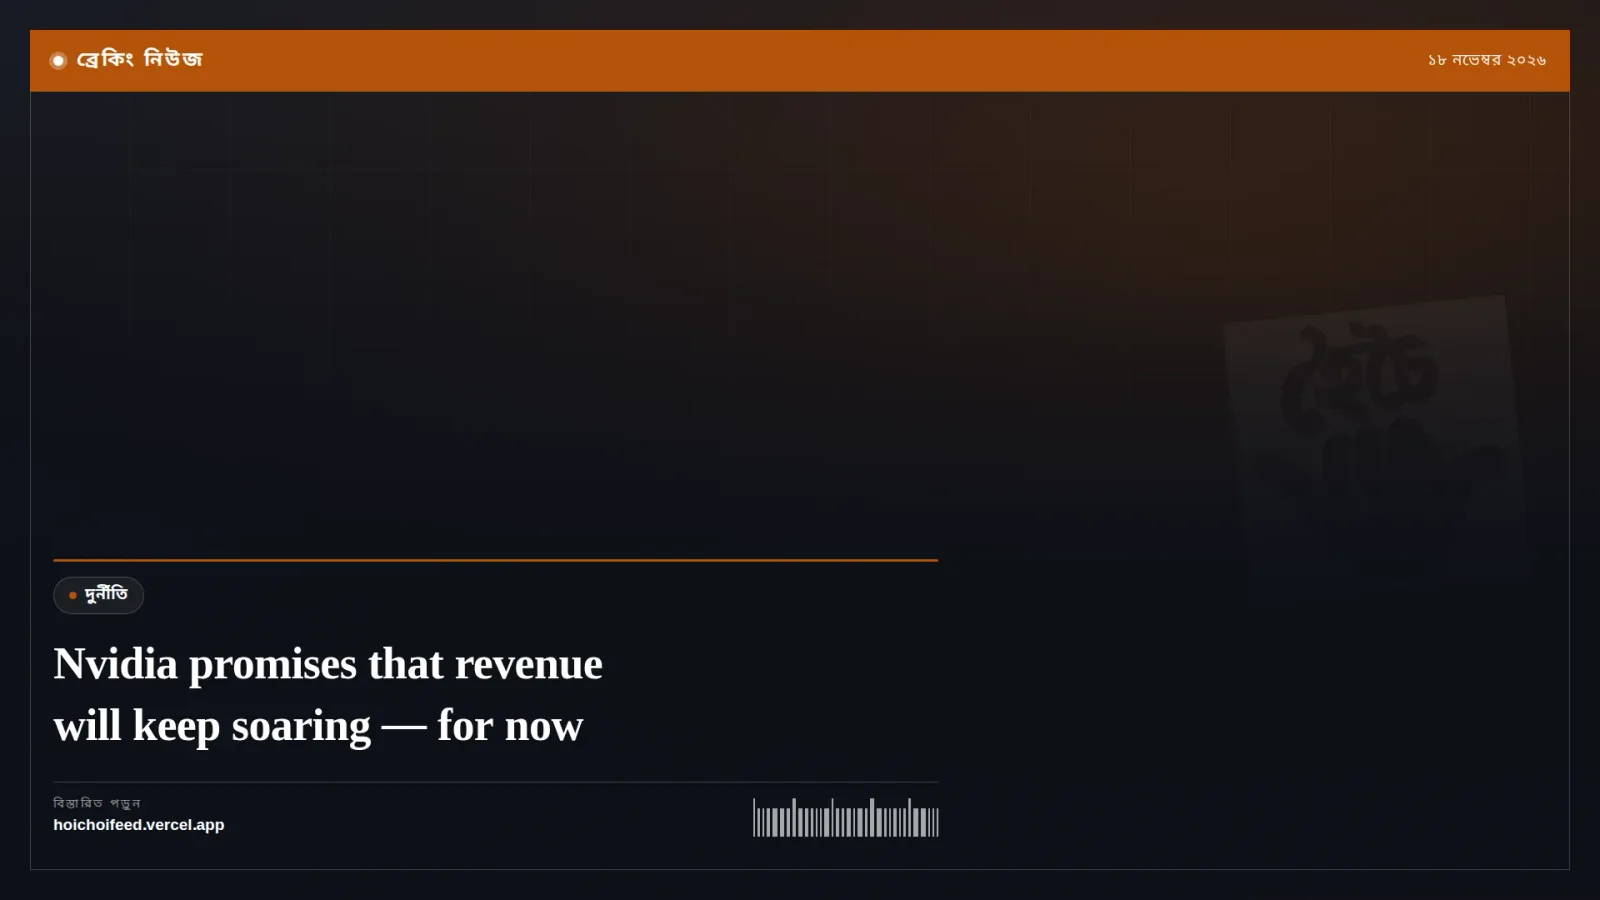 ব্রেকিং নিউজ
১৮ নভেম্বর ২০২৬
হৈচৈ
দুর্নীতি
Nvidia promises that revenue
will keep soaring — for now
বিস্তারিত পড়ুন
hoichoifeed.vercel.app